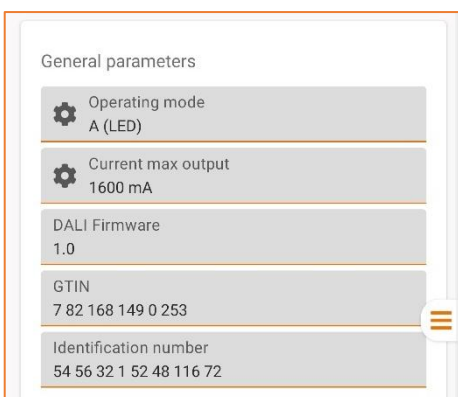 General parameters
Operating mode
A (LED)
Current max output
1600 mA
DALI Firmware
1.0
GTIN
7 82 168 149 0 253
Identification number
54 56 32 1 52 48 116 72